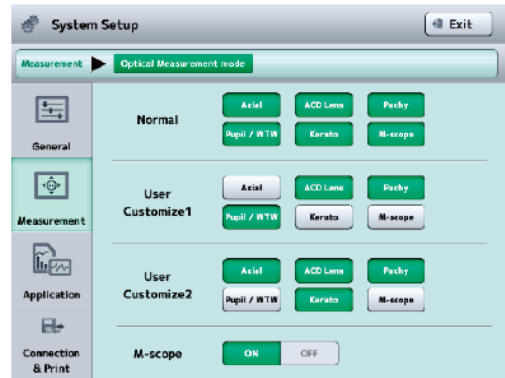 System Setup
Exit
Measurement
Optical Measurement mode
General
Measurement
Application
Connection
& Print
Normal
Axial
ACD Lens
Pachy
Pupil / WTW
Kerato
M-scope
User
Customize1
Axial
ACD Lens
Pachy
Pupil / WTW
Kerato
M-scope
User
Customize2
Axial
ACD Lens
Pachy
Pupil / WTW
Kerato
M-scope
M-scope
ON
OFF